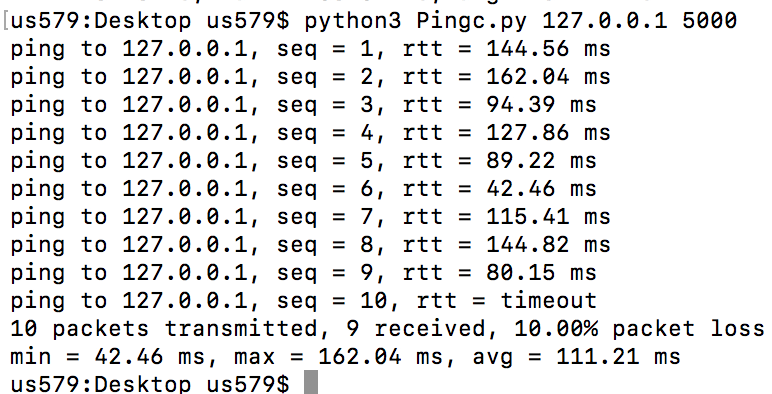 [us579:Desktop us579$ python3 Pingc.py 127.0.0.1 5000
ping to 127.0.0.1, seq = 1, rtt = 144.56 ms
ping to 127.0.0.1, seq = 2, rtt = 162.04 ms
ping to 127.0.0.1, seq = 3, rtt = 94.39 ms
ping to 127.0.0.1, seq = 4, rtt = 127.86 ms
ping to 127.0.0.1, seq = 5, rtt = 89.22 ms
ping to 127.0.0.1, seq = 6, rtt = 42.46 ms
ping to 127.0.0.1, seq = 7, rtt = 115.41 ms
ping to 127.0.0.1, seq = 8, rtt = 144.82 ms
ping to 127.0.0.1, seq = 9, rtt = 80.15 ms
ping to 127.0.0.1, seq = 10, rtt = timeout
10 packets transmitted, 9 received, 10.00% packet loss
min = 42.46 ms, max = 162.04 ms, avg = 111.21 ms
us579:Desktop us579$